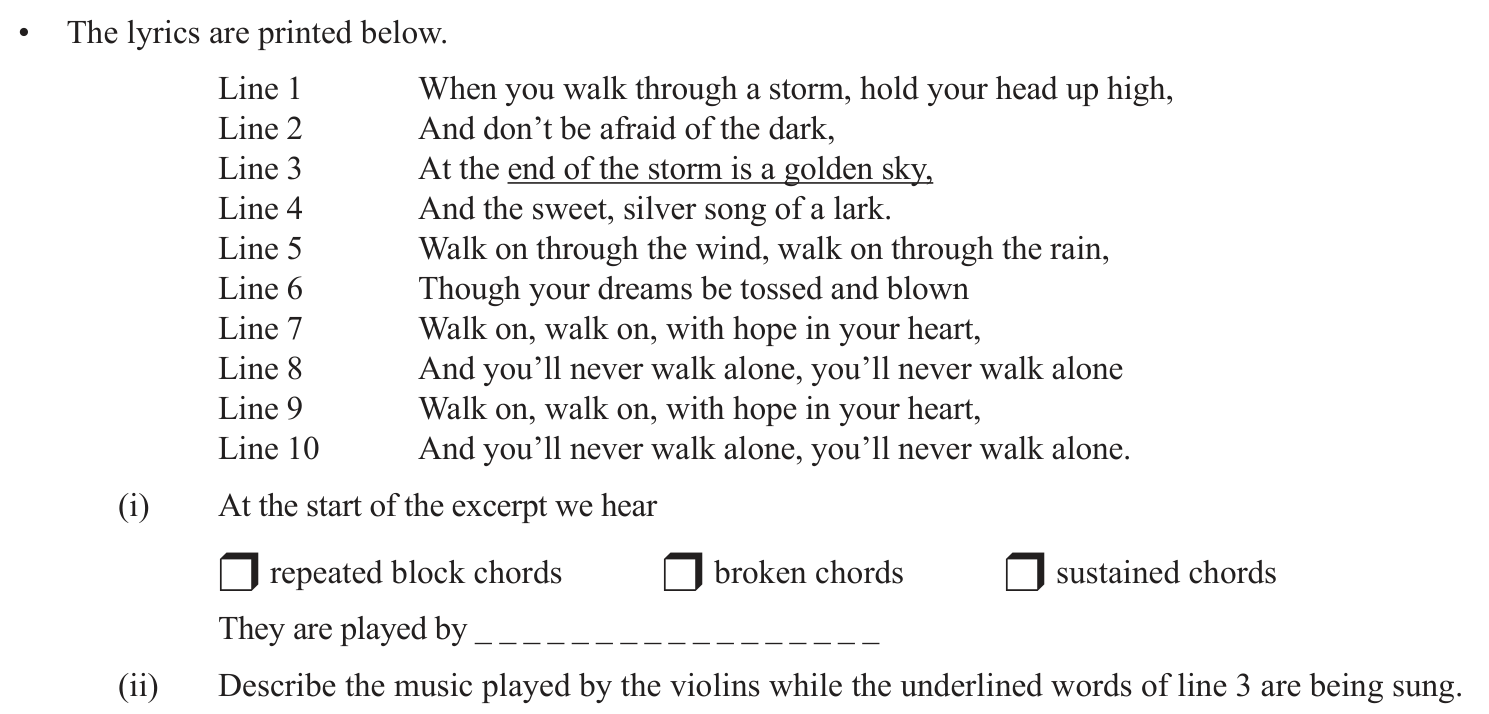 • The lyrics are printed below.
Line 1 When you walk through a storm, hold your head up high,
Line 2 And don’t be afraid of the dark,
Line 3 At the end of the storm is a golden sky,
Line 4 And the sweet, silver song of a lark.
Line 5 Walk on through the wind, walk on through the rain,
Line 6 Though your dreams be tossed and blown
Line 7 Walk on, walk on, with hope in your heart,
Line 8 And you’ll never walk alone, you’ll never walk alone
Line 9 Walk on, walk on, with hope in your heart,
Line 10 And you’ll never walk alone, you’ll never walk alone.
(i) At the start of the excerpt we hear
repeated block chords broken chords sustained chords
They are played by _ _ _ _ _ _ _ _ _ _ _ _ _ _ _ _ _
(ii) Describe the music played by the violins while the underlined words of line 3 are being sung.